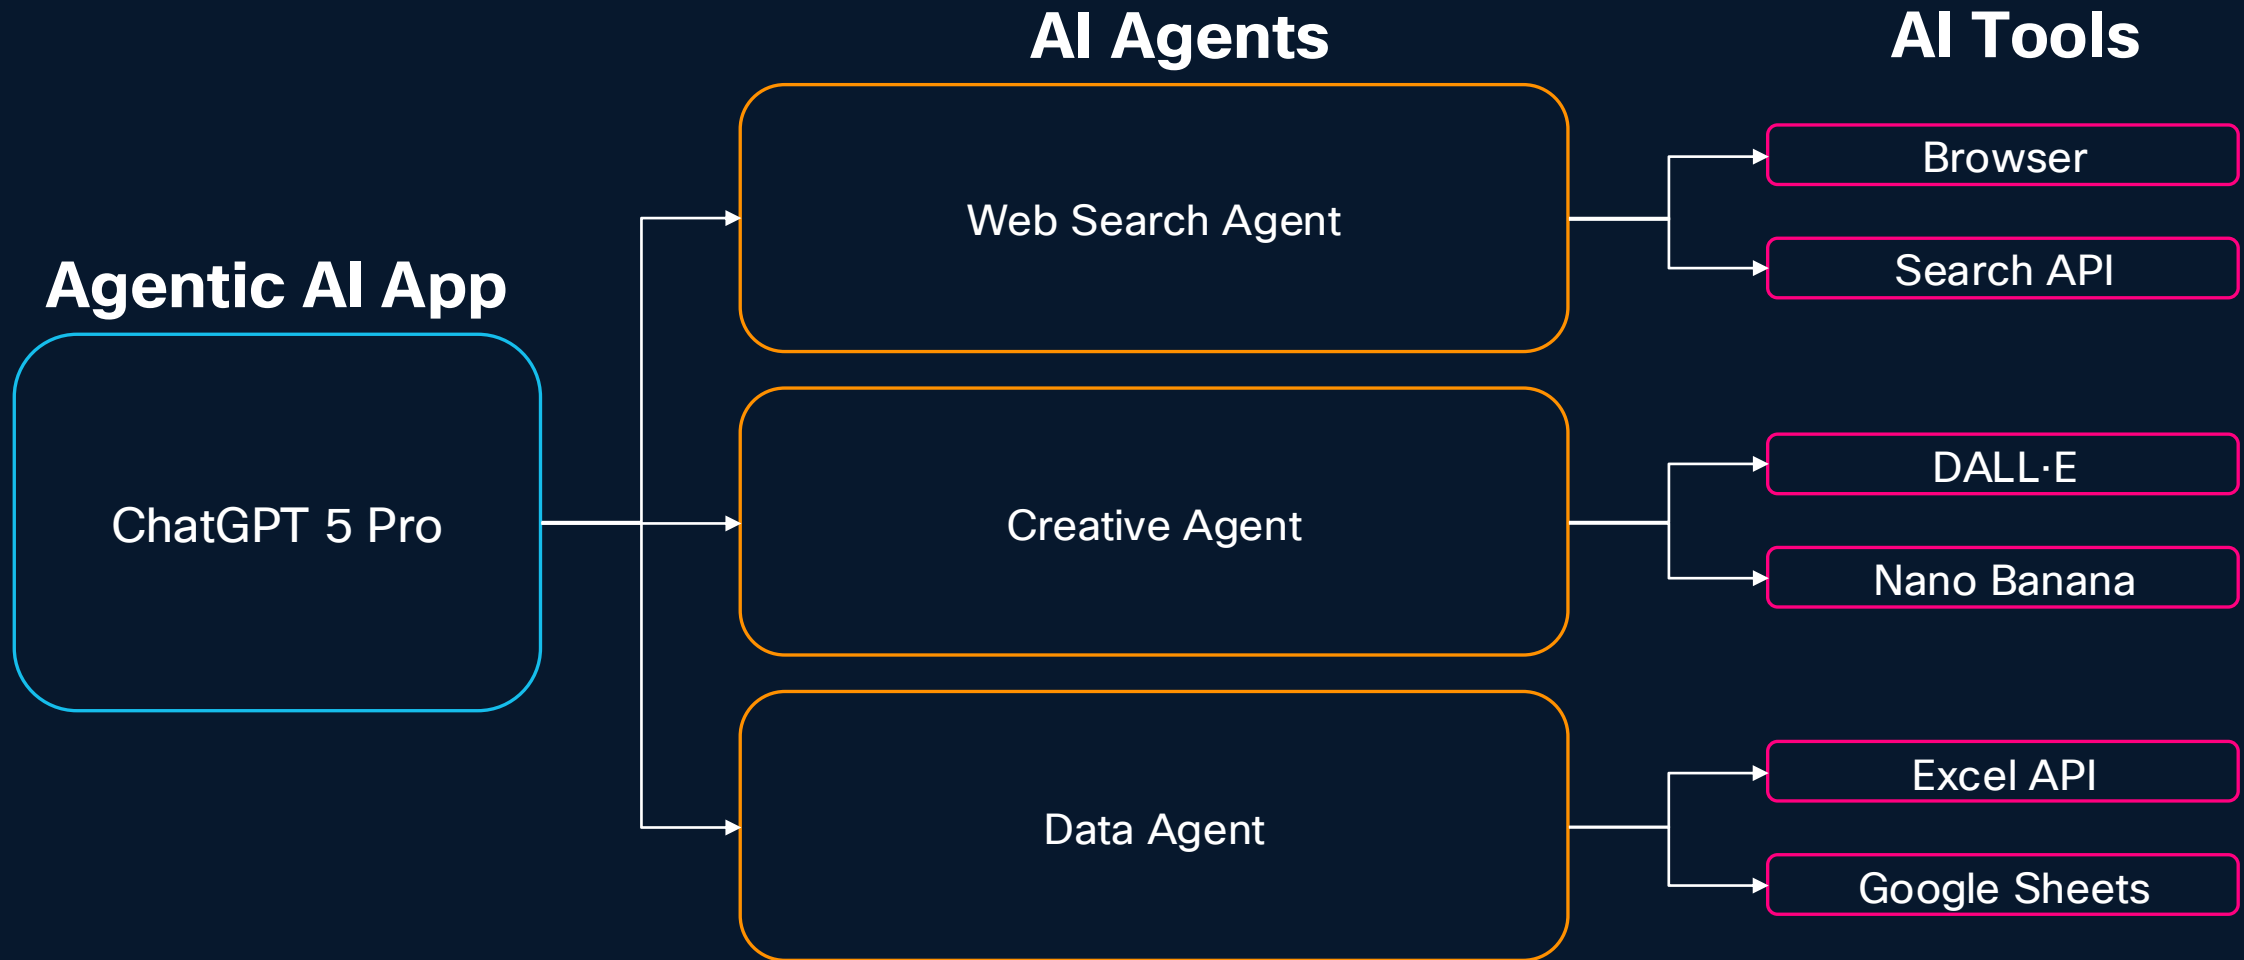 AI Agents
AI Tools
Agentic AI App
ChatGPT 5 Pro
Web Search Agent
Browser
Search API
Creative Agent
DALL·E
Nano Banana
Data Agent
Excel API
Google Sheets